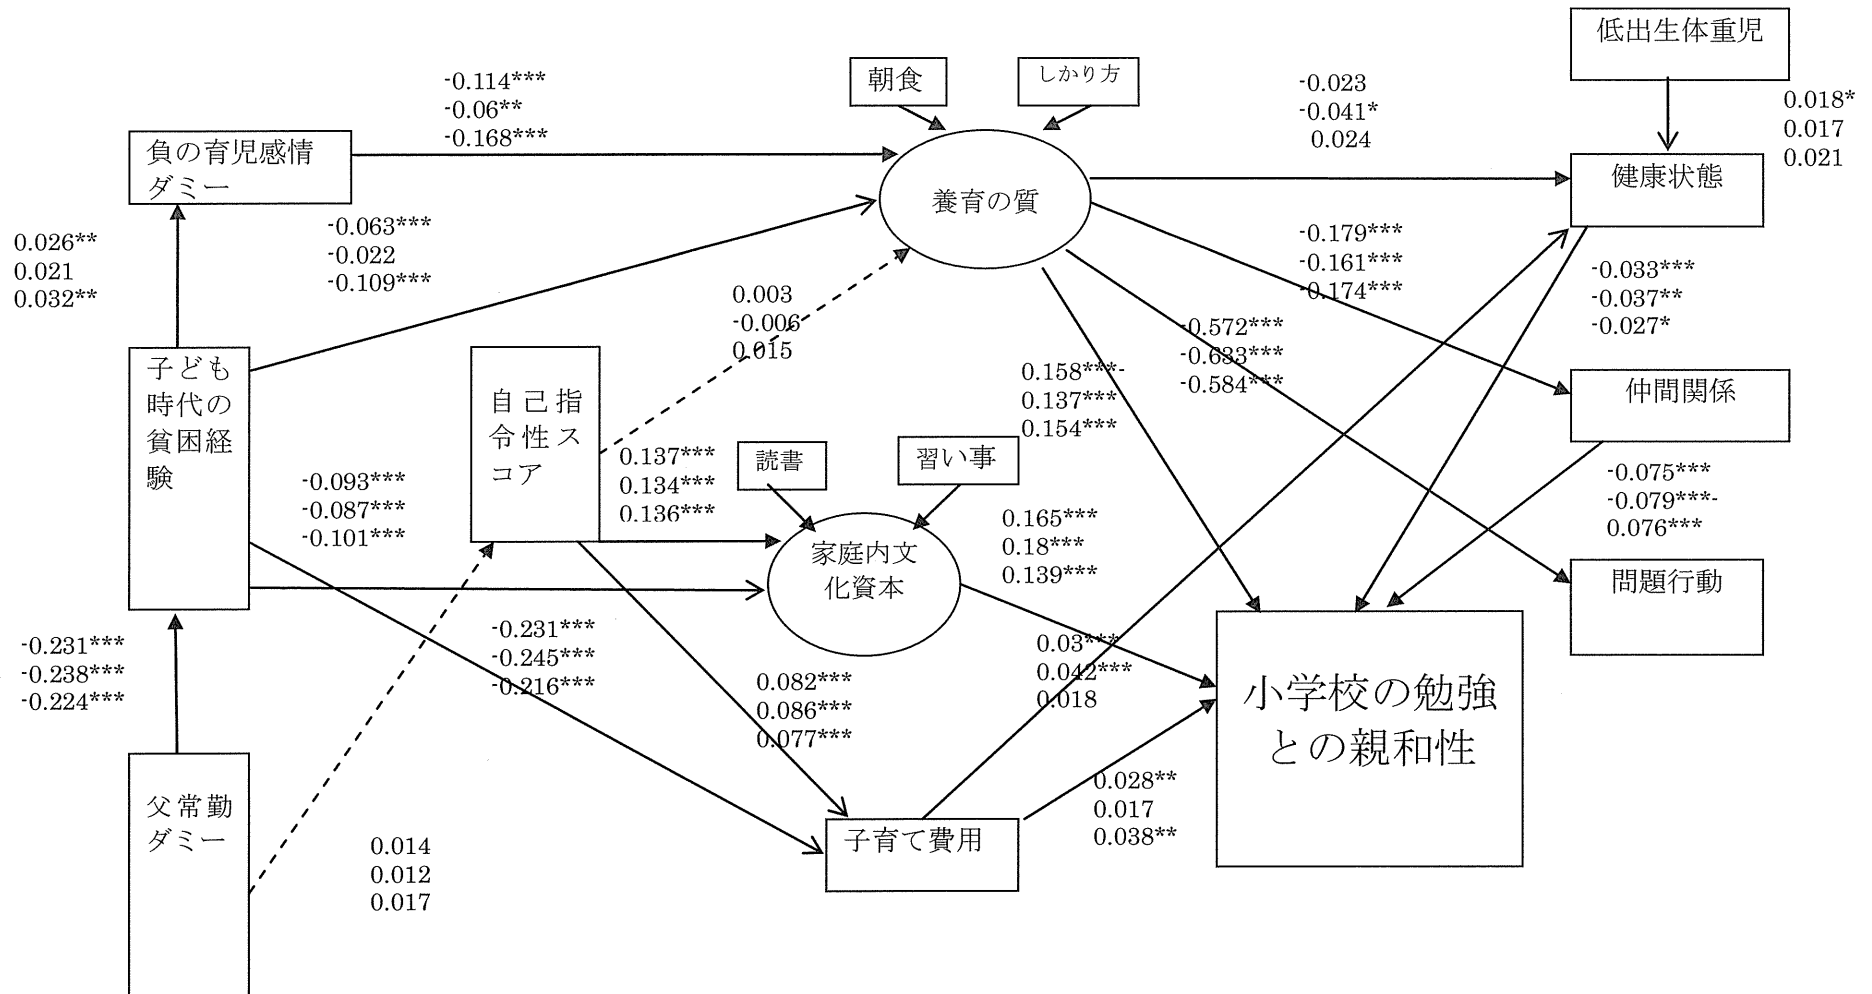 低出生体重児
-0.114***
-0.06**
-0.168***
朝食
しかり方
-0.023
-0.041*
0.024
0.018*
0.017
0.021
負の育児感情
ダミー
養育の質
健康状態
0.026**
0.021
0.032**
-0.063***
-0.022
-0.109***
-0.179***
-0.161***
-0.174***
-0.033***
-0.037**
-0.027*
0.003
-0.006
0.015
-0.572***
-0.633***
-0.584***
子ども
時代の
貧困経
験
自己指
令性ス
コア
0.158***-
0.137***
0.154***
仲間関係
-0.093***
-0.087***
-0.101***
0.137***
0.134***
0.136***
読書
習い事
-0.075***
-0.079***-
0.076***
0.165***
0.18***
0.139***
家庭内文
化資本
問題行動
-0.231***
-0.238***
-0.224***
-0.231***
-0.245***
-0.216***
0.082***
0.086***
0.077***
0.03***
0.042***
0.018
小学校の勉強
との親和性
父常勤
ダミー
0.014
0.012
0.017
子育て費用
0.028**
0.017
0.038**